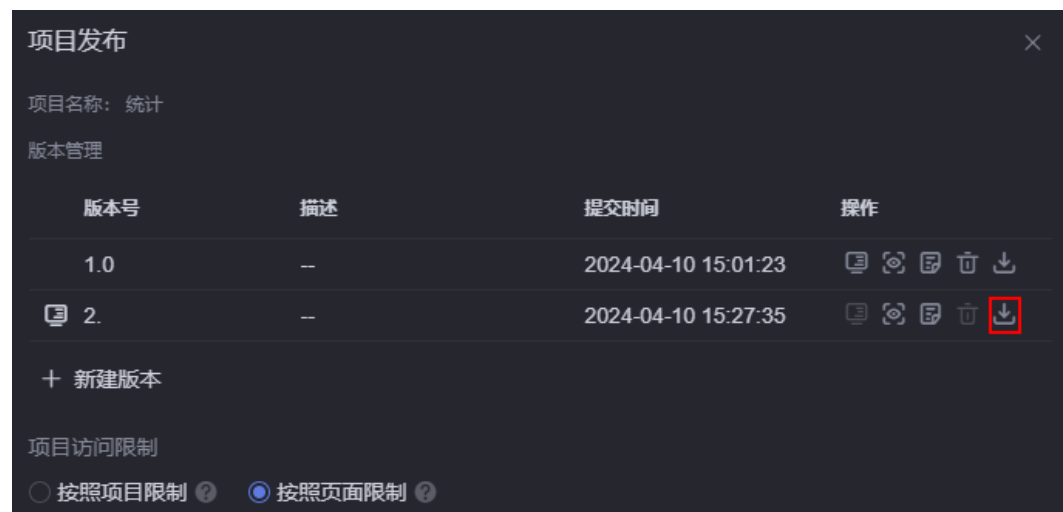 项目发布
项目名称： 统计
版本管理
版本号 描述 提交时间 操作
1.0 -- 2024-04-10 15:01:23
2. -- 2024-04-10 15:27:35
+ 新建版本
项目访问限制
按照项目限制 ? 按照页面限制 ?